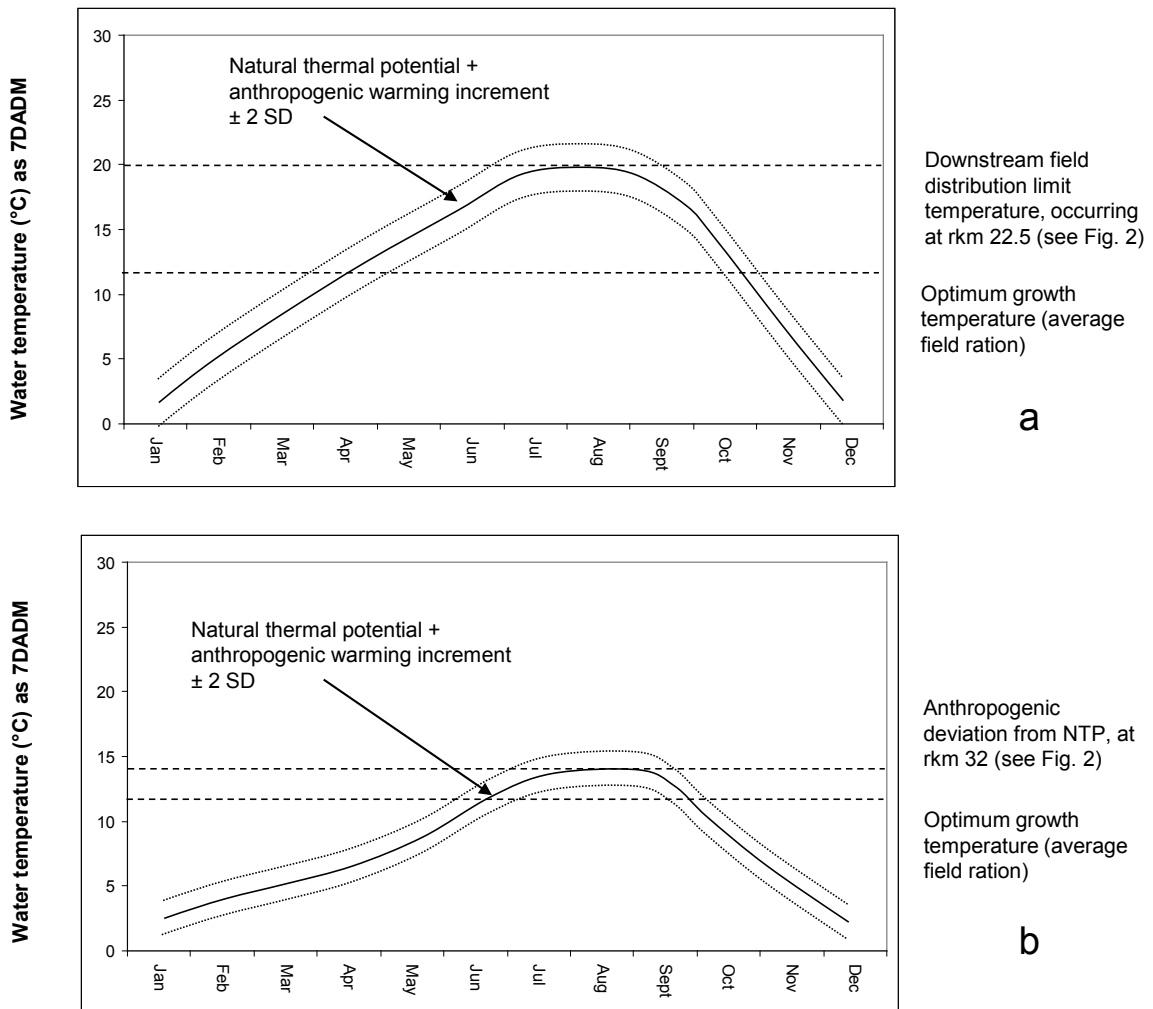 Water temperature (°C) as 7DADM
30
25
20
15
10
5
0
Natural thermal potential +
anthropogenic warming increment
± 2 SD
Jan
Feb
Mar
Apr
May
Jun
Jul
Aug
Sept
Oct
Nov
Dec
Downstream field
distribution limit
temperature, occurring
at rkm 22.5 (see Fig. 2)
Optimum growth
temperature (average
field ration)
a
Water temperature (°C) as 7DADM
30
25
20
15
10
5
0
Natural thermal potential +
anthropogenic warming increment
± 2 SD
Jan
Feb
Mar
Apr
May
Jun
Jul
Aug
Sept
Oct
Nov
Dec
Anthropogenic
deviation from NTP, at
rkm 32 (see Fig. 2)
Optimum growth
temperature (average
field ration)
b